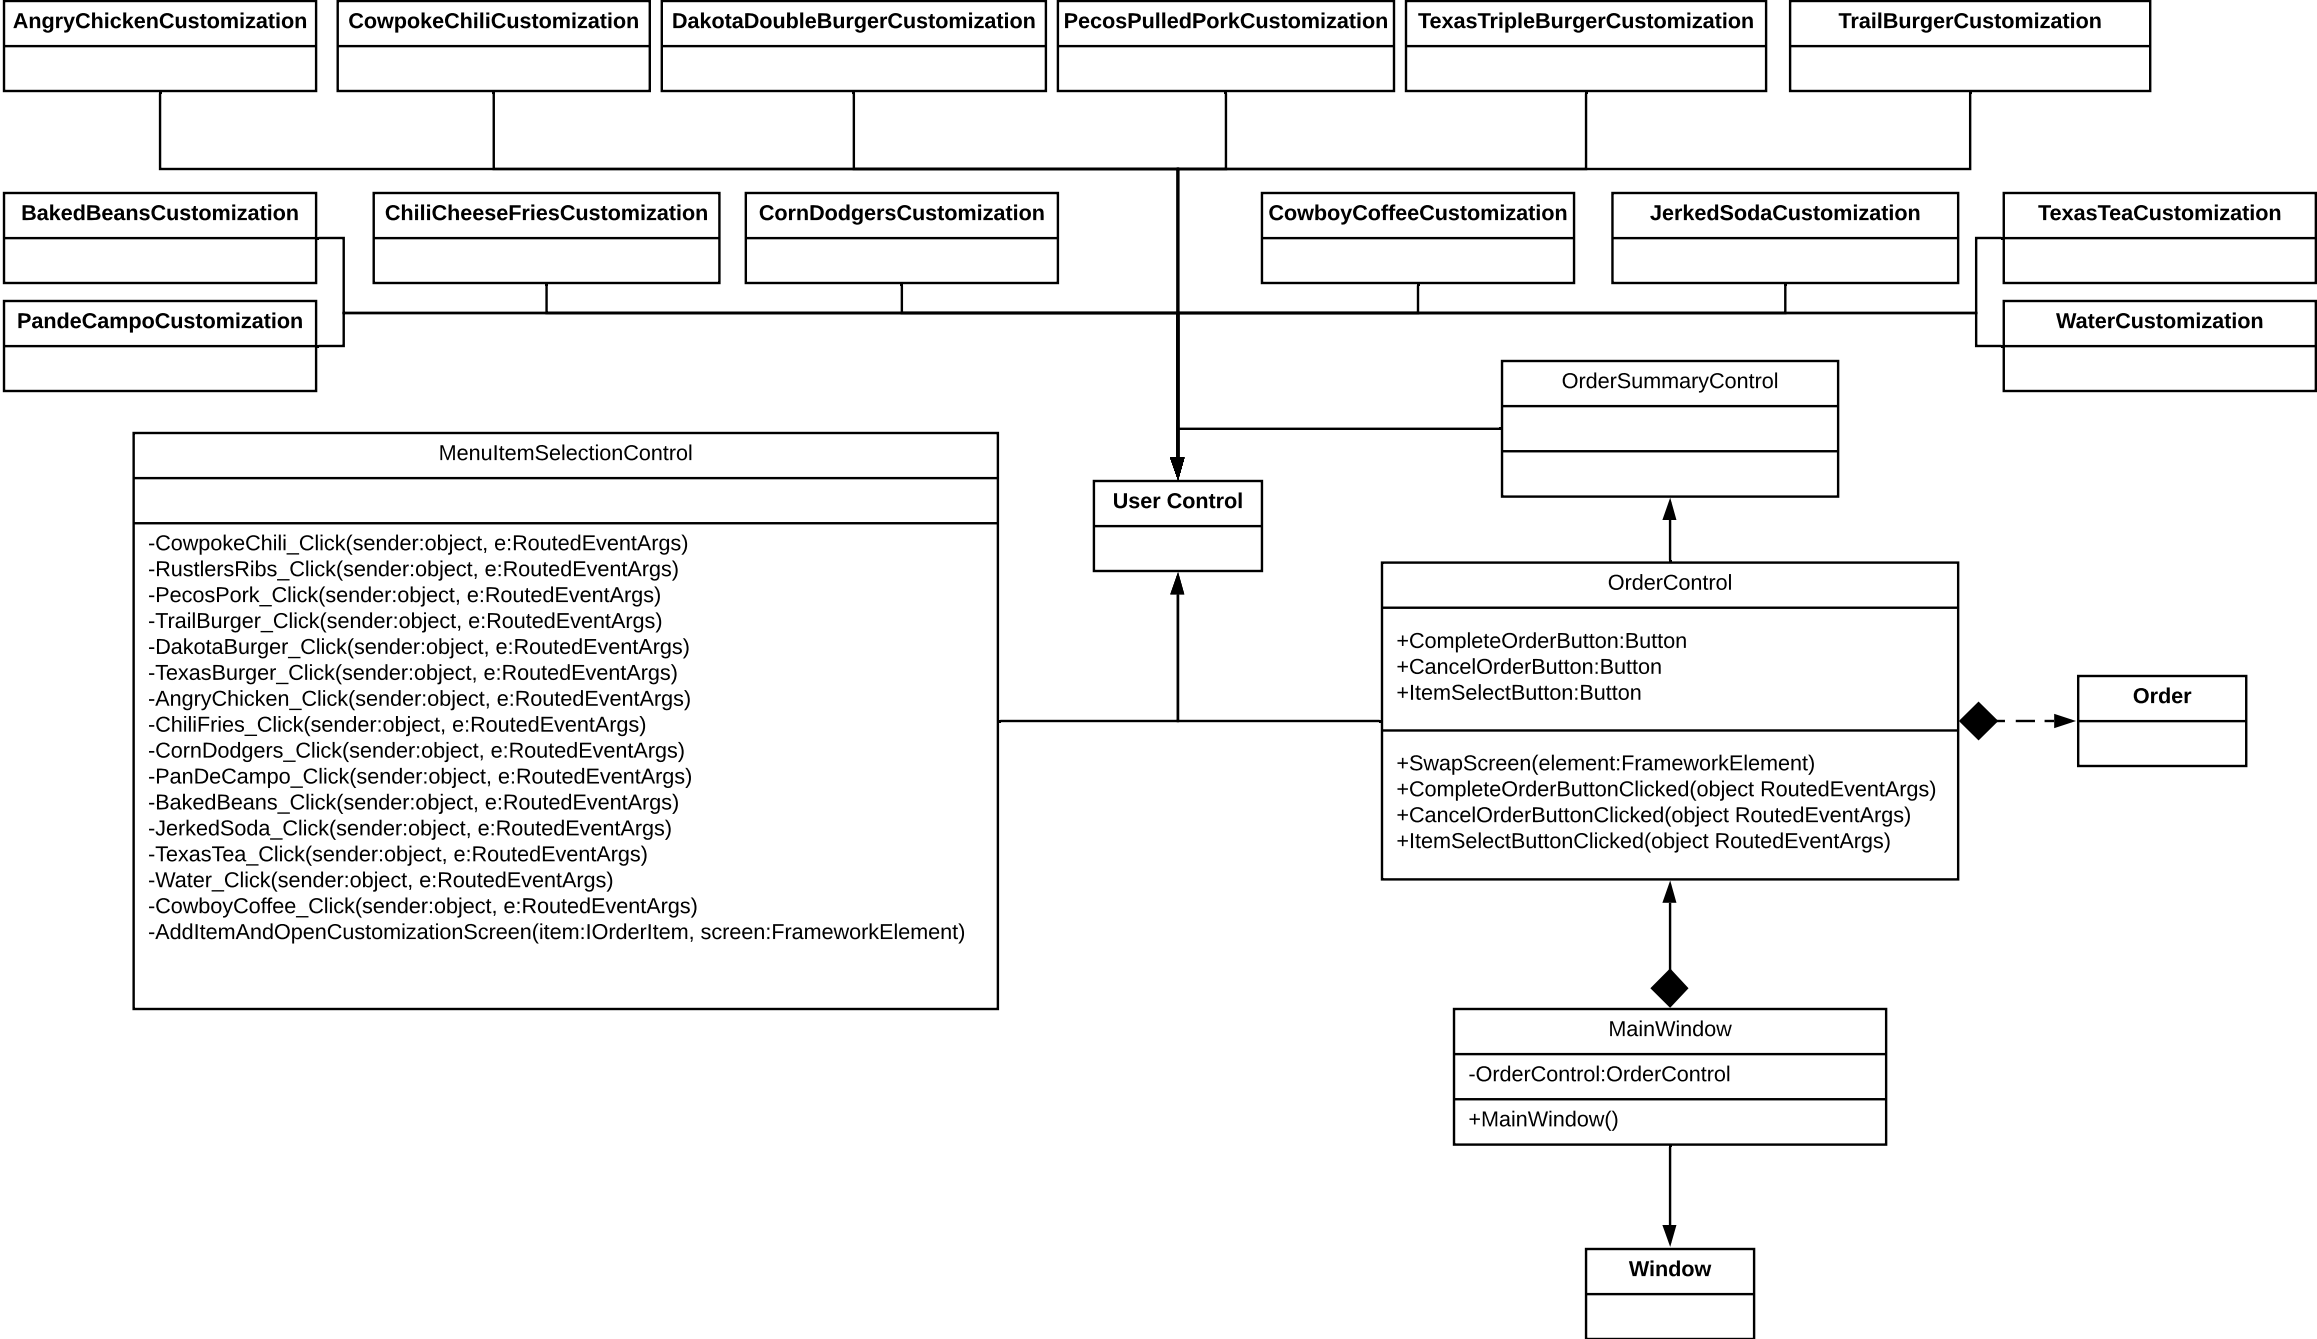 AngryChickenCustomization
CowpokeChiliCustomization
DakotaDoubleBurgerCustomization
PecosPulledPorkCustomization
TexasTripleBurgerCustomization
TrailBurgerCustomization
BakedBeansCustomization
ChiliCheeseFriesCustomization
CornDodgersCustomization
CowboyCoffeeCustomization
JerkedSodaCustomization
TexasTeaCustomization
PandeCampoCustomization
WaterCustomization
OrderSummaryControl
MenuItemSelectionControl
-CowpokeChili_Click(sender:object, e:RoutedEventArgs)
-RustlersRibs_Click(sender:object, e:RoutedEventArgs)
-PecosPork_Click(sender:object, e:RoutedEventArgs)
-TrailBurger_Click(sender:object, e:RoutedEventArgs)
-DakotaBurger_Click(sender:object, e:RoutedEventArgs)
-TexasBurger_Click(sender:object, e:RoutedEventArgs)
-AngryChicken_Click(sender:object, e:RoutedEventArgs)
-ChiliFries_Click(sender:object, e:RoutedEventArgs)
-CornDodgers_Click(sender:object, e:RoutedEventArgs)
-PanDeCampo_Click(sender:object, e:RoutedEventArgs)
-BakedBeans_Click(sender:object, e:RoutedEventArgs)
-JerkedSoda_Click(sender:object, e:RoutedEventArgs)
-TexasTea_Click(sender:object, e:RoutedEventArgs)
-Water_Click(sender:object, e:RoutedEventArgs)
-CowboyCoffee_Click(sender:object, e:RoutedEventArgs)
-AddItemAndOpenCustomizationScreen(item:IOrderItem, screen:FrameworkElement)
User Control
OrderControl
+CompleteOrderButton:Button
+CancelOrderButton:Button
+ItemSelectButton:Button
+SwapScreen(element:FrameworkElement)
+CompleteOrderButtonClicked(object RoutedEventArgs)
+CancelOrderButtonClicked(object RoutedEventArgs)
+ItemSelectButtonClicked(object RoutedEventArgs)
Order
MainWindow
-OrderControl:OrderControl
+MainWindow()
Window